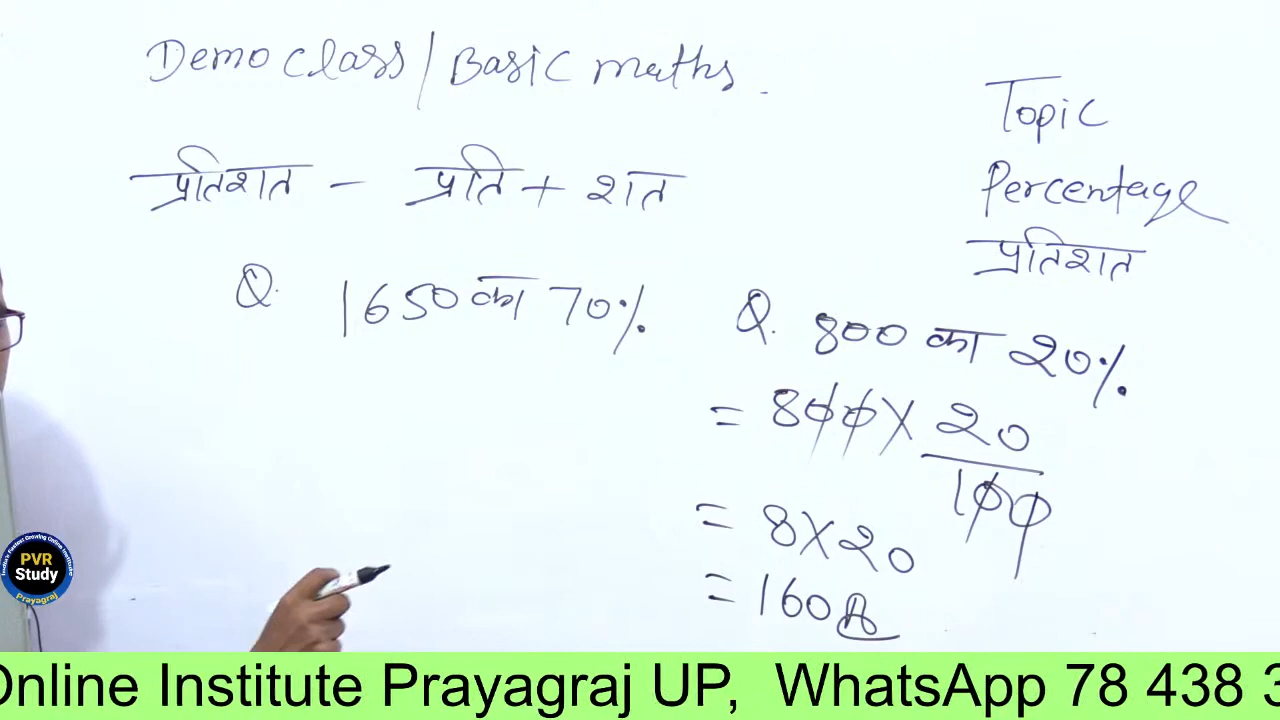 Demo Class / Basic maths.
Topic
Percentage
प्रतिशत
प्रतिशत - प्रति + शत
Q. 1650 का 70%
Q. 800 का 20%
= 800 X 20
100
= 8 X 20
= 160 A
PVR
Study
Prayagraj
Online Institute Prayagraj UP, WhatsApp 78 438 3